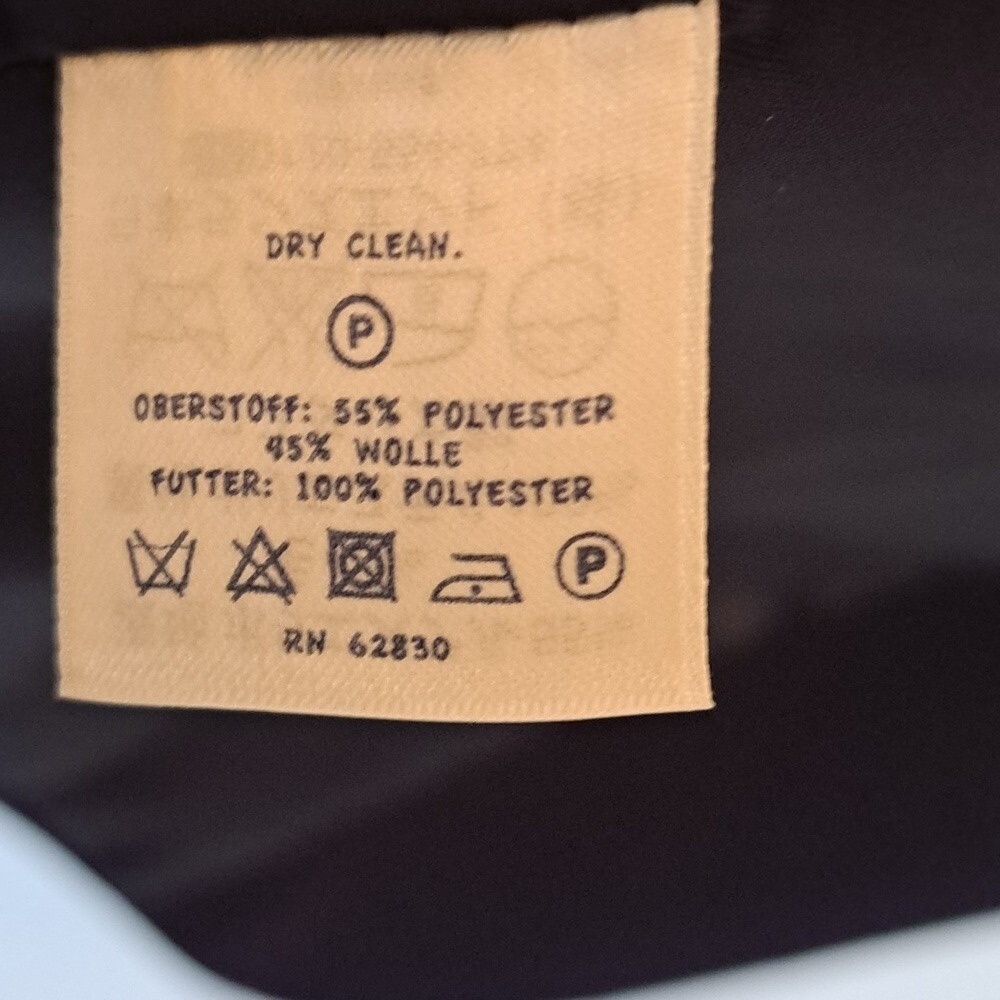 DRY CLEAN.
P
OBERSTOFF: 55% POLYESTER
45% WOLLE
FUTTER: 100% POLYESTER
P
RN 62830